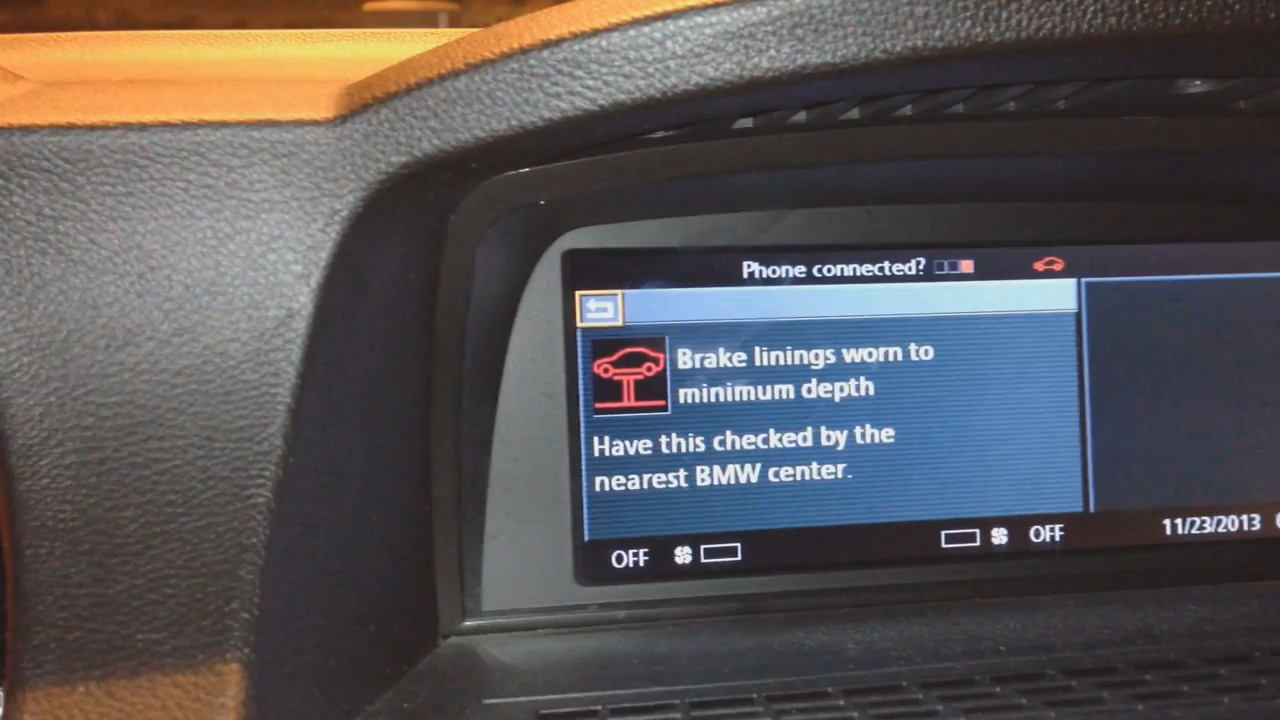 Phone connected?
Brake linings worn to
minimum depth
Have this checked by the
nearest BMW center.
OFF
OFF
11/23/2013